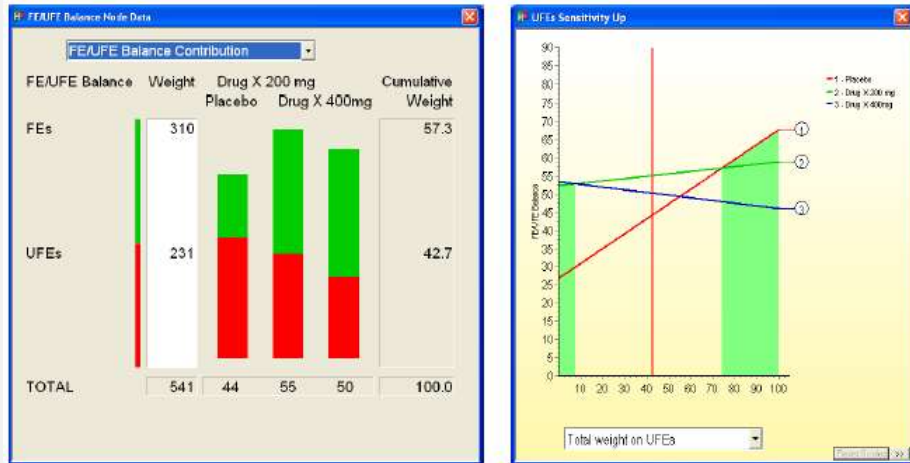 FE/UFE Balance Node Data
FE/UFE Balance Contribution
FE/UFE Balance Weight Drug X 200 mg Cumulative
Placebo Drug X 400mg Weight
FEs 310 57.3
UFEs 231 42.7
TOTAL 541 44 55 50 100.0
UFEs Sensitivity Up
90
85
80
75
70
65
60
55
50
45
40
35
30
25
20
15
10
5
0
FE/UFE Balance
10 20 30 40 50 60 70 80 90 100
1 - Placebo
2 - Drug X 200 mg
3 - Drug X 400mg
1
2
3
Total weight on UFEs
>>